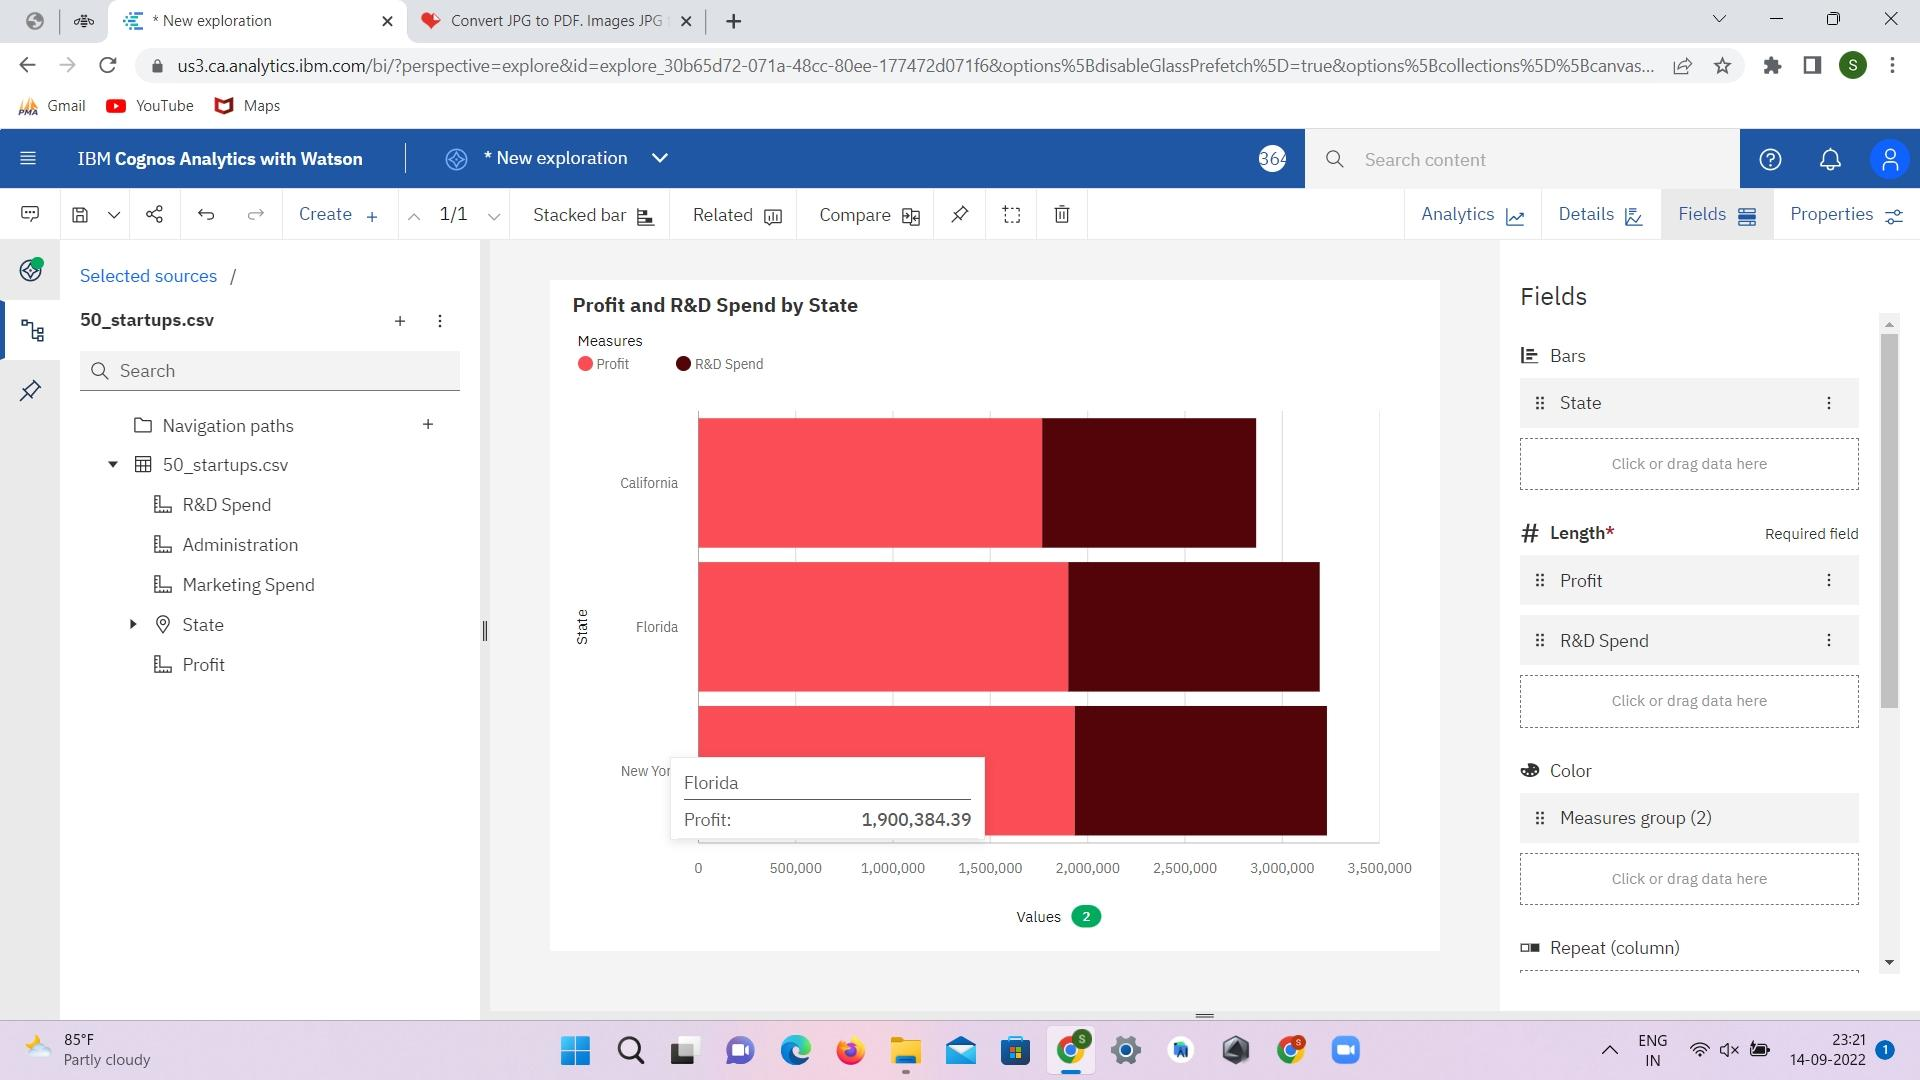 * New exploration
Convert JPG to PDF. Images JPG
us3.ca.analytics.ibm.com/bi/?perspective=explore&id=explore_30b65d72-071a-48cc-80ee-177472d071f6&options%5BdisableGlassPrefetch%5D=true&options%5Bcollections%5D%5Bcanvas...
S
Gmail
YouTube
Maps
IBM Cognos Analytics with Watson
* New exploration
364
Search content
Create +
1/1
Stacked bar
Related
Compare
Analytics
Details
Fields
Properties
Selected sources /
50_startups.csv
Search
Navigation paths
50_startups.csv
R&D Spend
Administration
Marketing Spend
State
Profit
Profit and R&D Spend by State
Measures
Profit
R&D Spend
State
California
Florida
New Yor
Florida
Profit: 1,900,384.39
0 500,000 1,000,000 1,500,000 2,000,000 2,500,000 3,000,000 3,500,000
Values 2
Fields
Bars
State
Click or drag data here
# Length* Required field
Profit
R&D Spend
Click or drag data here
Color
Measures group (2)
Click or drag data here
Repeat (column)
85°F
Partly cloudy
S
S
ENG
IN
23:21
14-09-2022
1